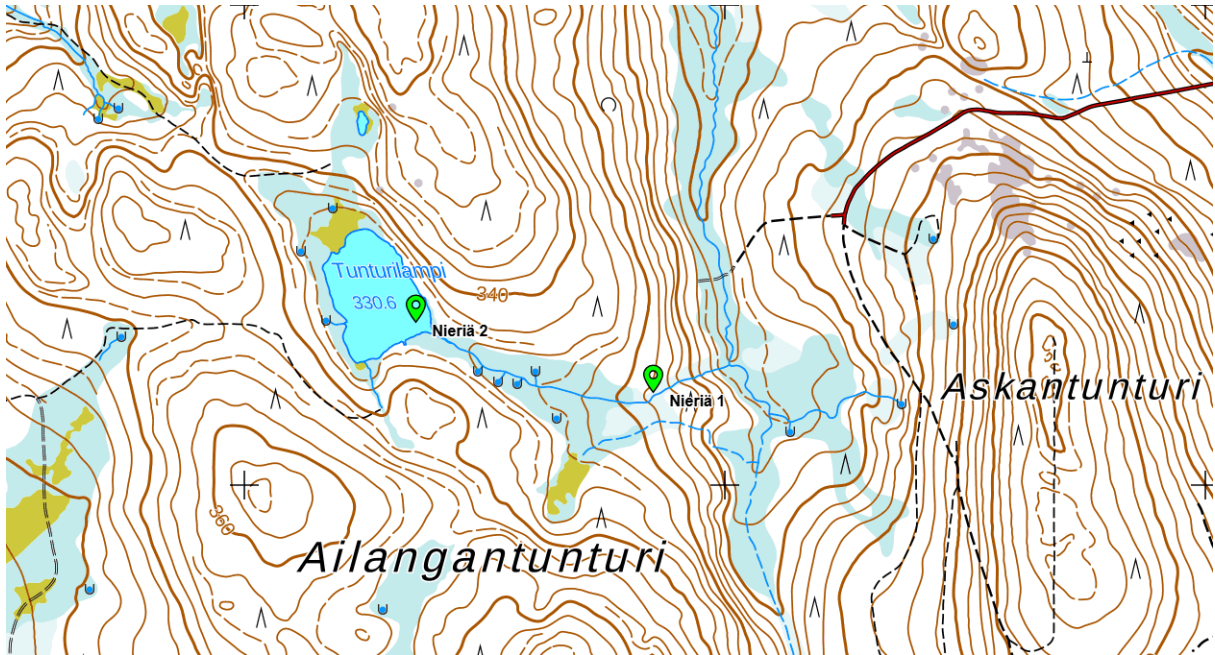 Tunturilampi
330.6
340
Nieriä 2
Nieriä 1
Askantunturi
360
Ailangantunturi